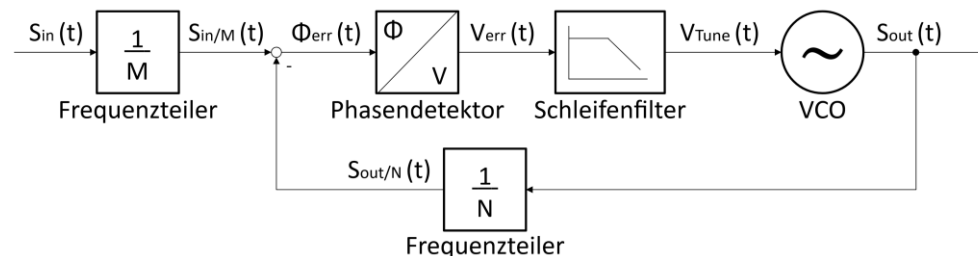 Sin (t)
1
M
Frequenzteiler
Sin/M (t)
-
Φerr(t)
Φ
V
Phasendetektor
Verr(t)
Schleifenfilter
VTune(t)
~
VCO
Sout(t)
Sout/N (t)
1
N
Frequenzteiler